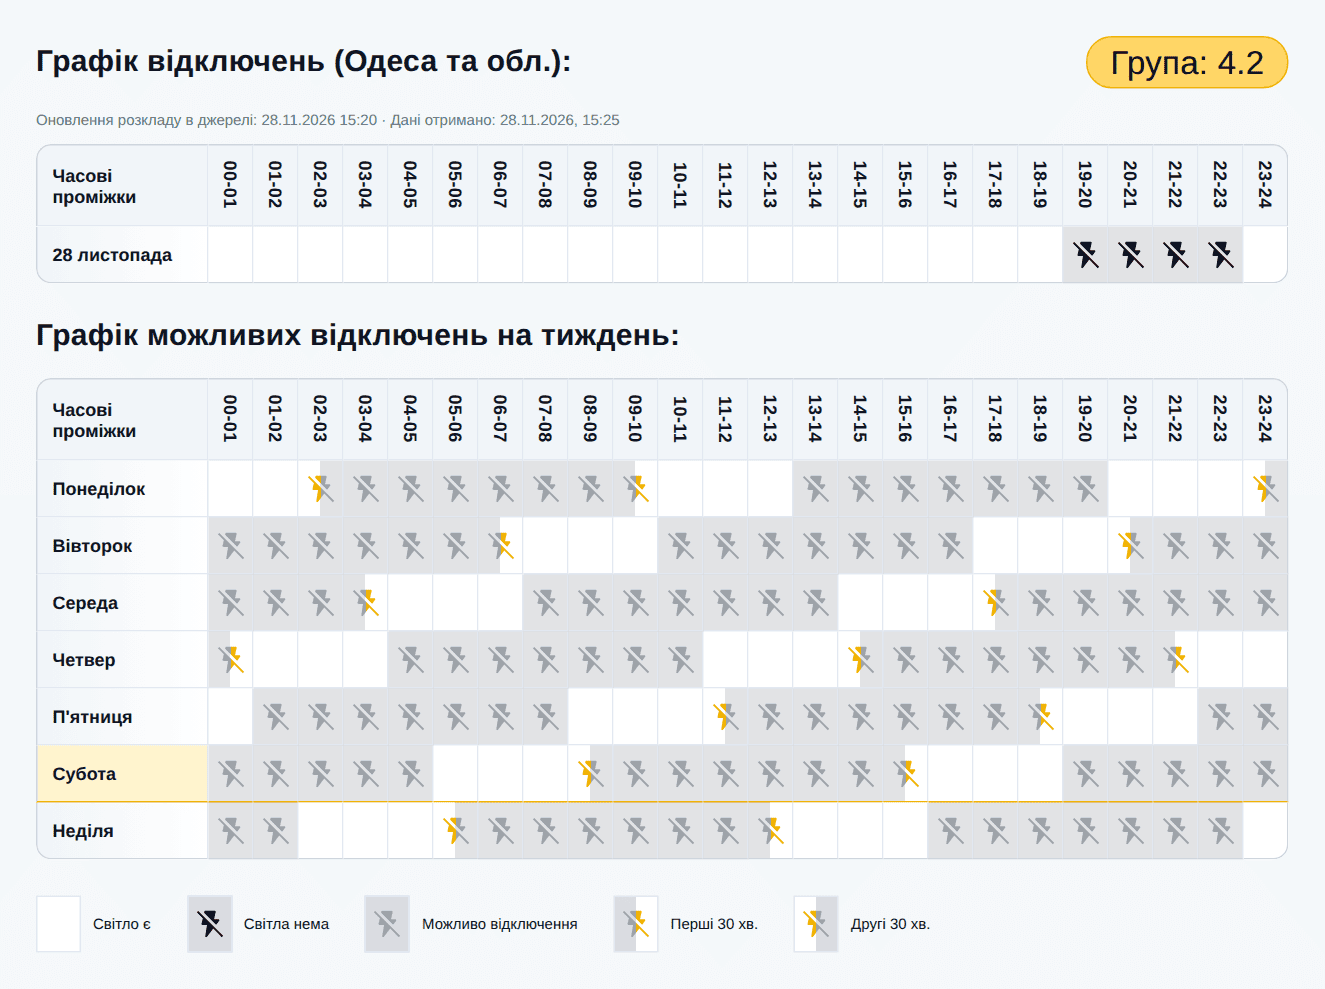 Графік відключень (Одеса та обл.):
Група: 4.2
Оновлення розкладу в джерелі: 28.11.2026 15:20 · Дані отримано: 28.11.2026, 15:25
Часові проміжки 00-01 01-02 02-03 03-04 04-05 05-06 06-07 07-08 08-09 09-10 10-11 11-12 12-13 13-14 14-15 15-16 16-17 17-18 18-19 19-20 20-21 21-22 22-23 23-24
28 листопада
Графік можливих відключень на тиждень:
Часові проміжки 00-01 01-02 02-03 03-04 04-05 05-06 06-07 07-08 08-09 09-10 10-11 11-12 12-13 13-14 14-15 15-16 16-17 17-18 18-19 19-20 20-21 21-22 22-23 23-24
Понеділок
Вівторок
Середа
Четвер
П'ятниця
Субота
Неділя
Світло є Світла нема Можливо відключення Перші 30 хв. Другі 30 хв.